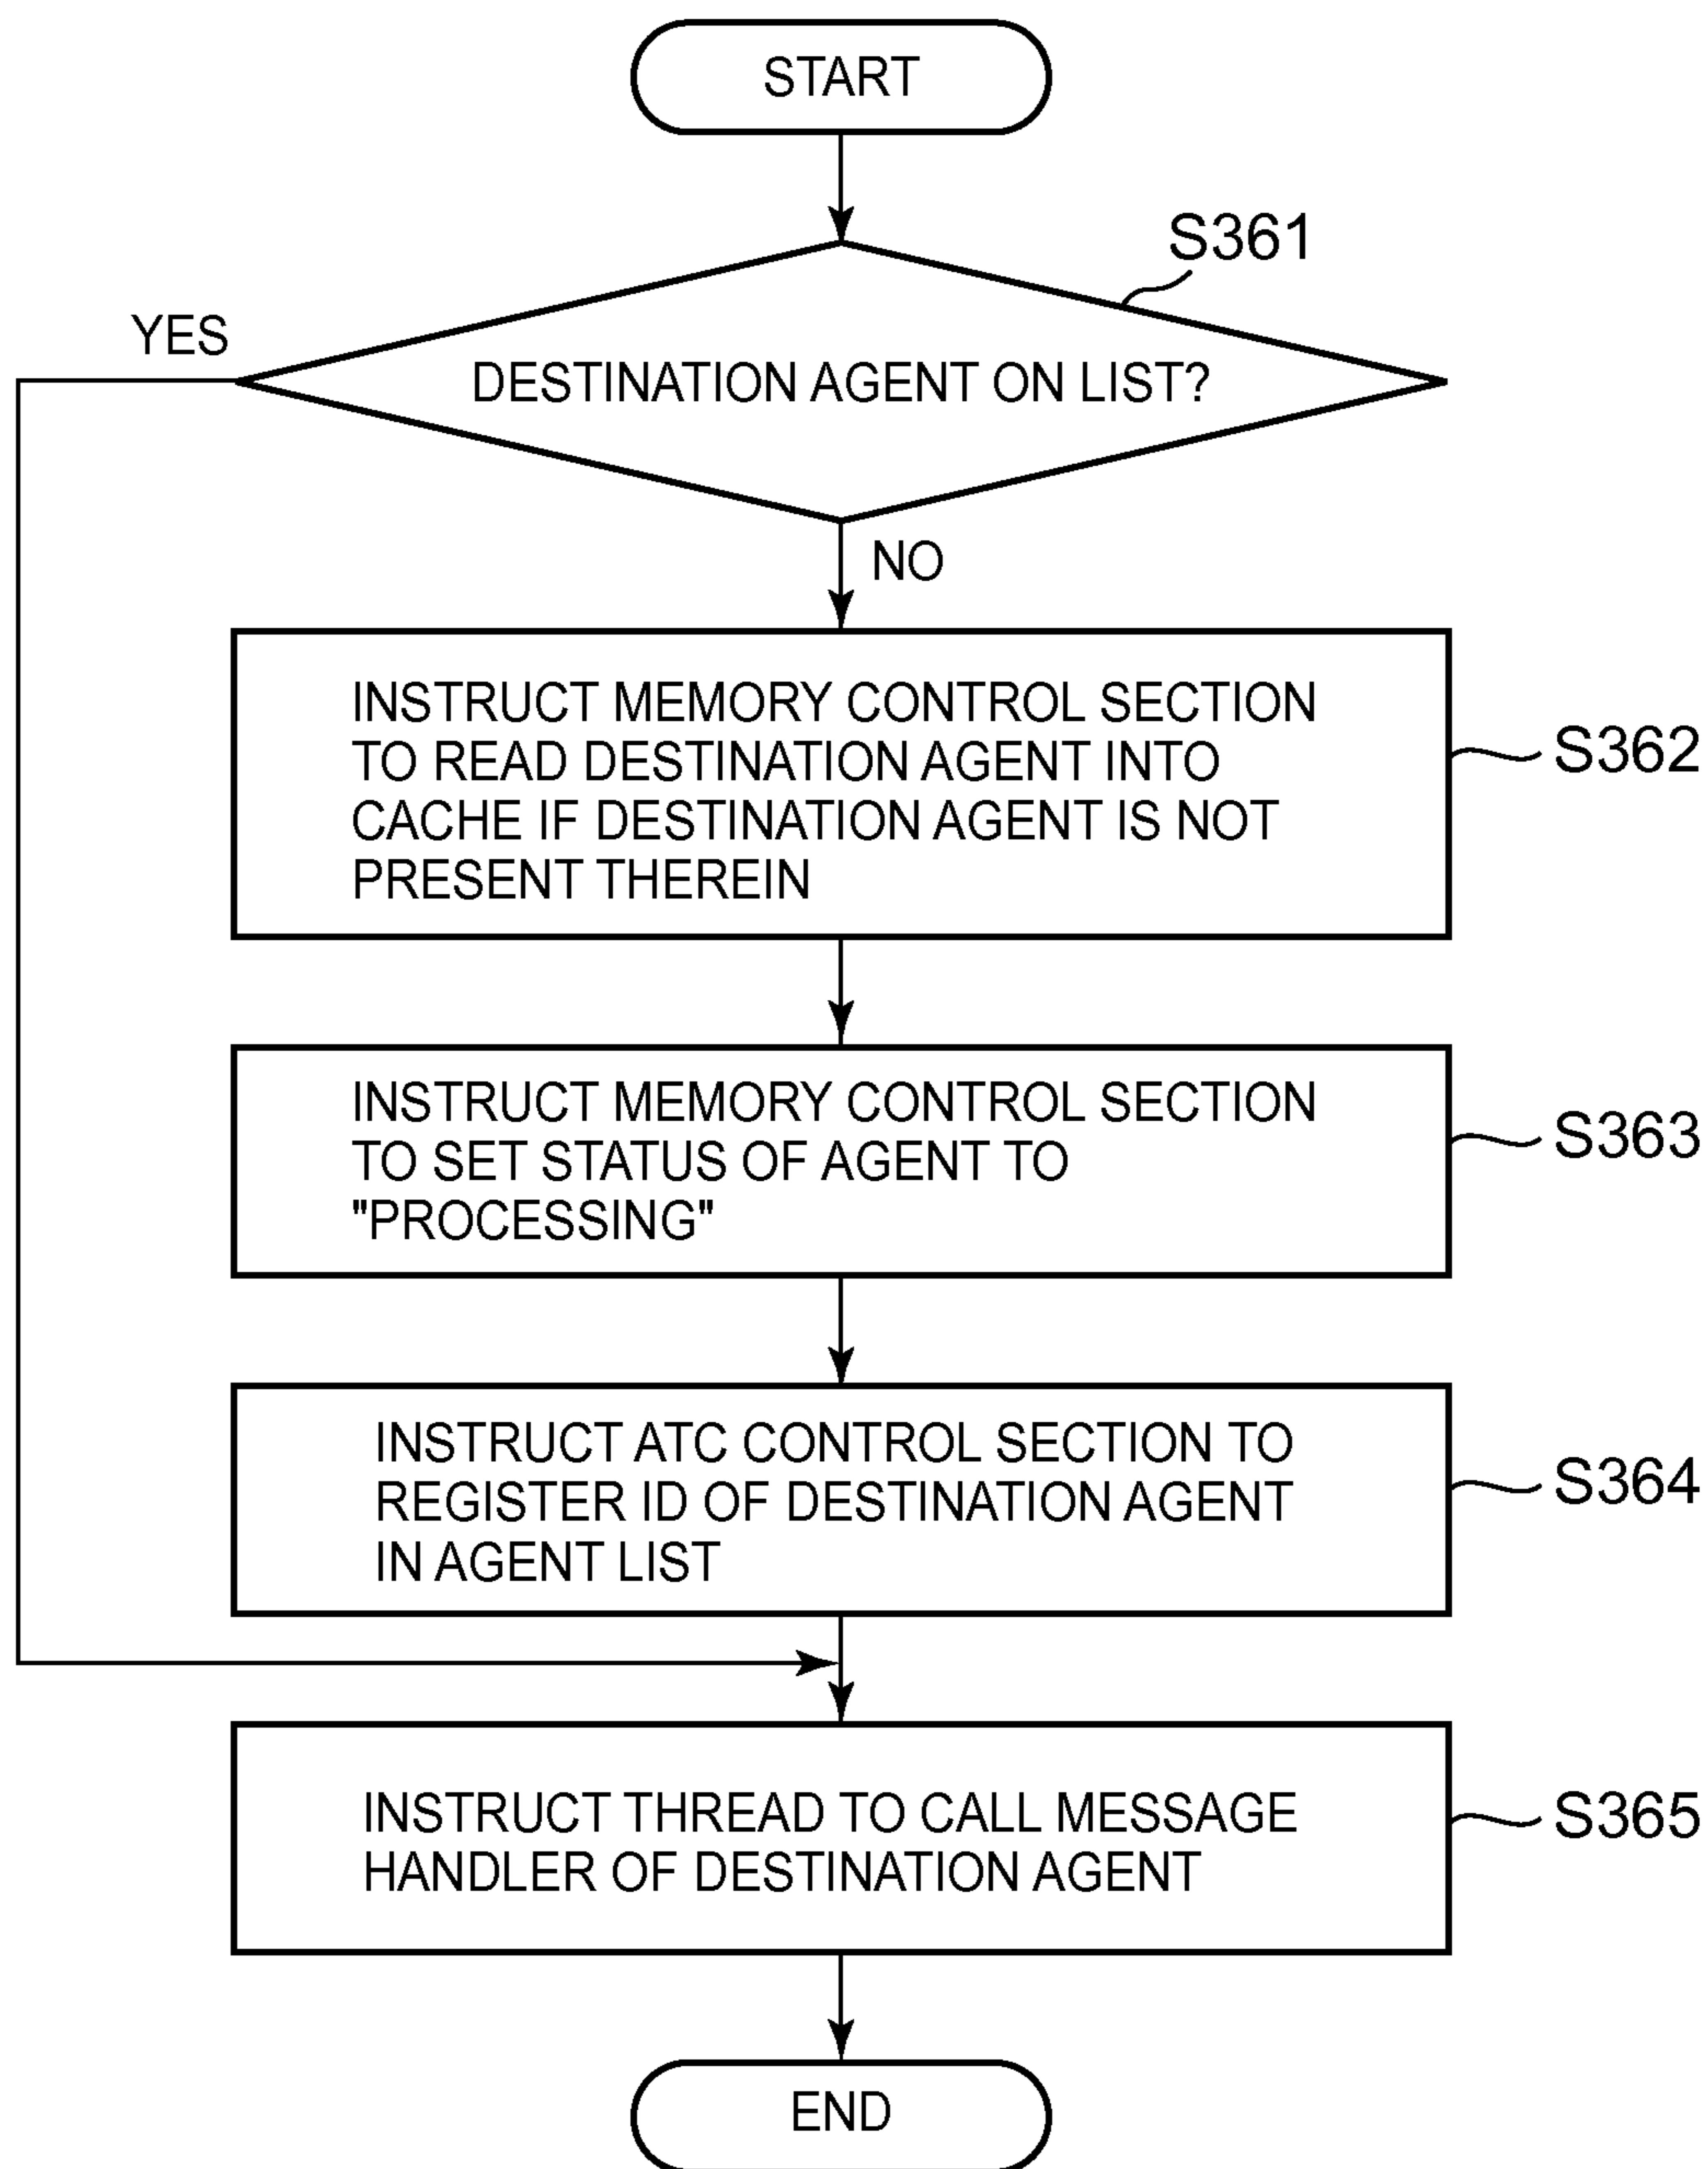 START
S361
YES
DESTINATION AGENT ON LIST?
NO
INSTRUCT MEMORY CONTROL SECTION
TO READ DESTINATION AGENT INTO
CACHE IF DESTINATION AGENT IS NOT
PRESENT THEREIN
S362
INSTRUCT MEMORY CONTROL SECTION
TO SET STATUS OF AGENT TO
"PROCESSING"
S363
INSTRUCT ATC CONTROL SECTION TO
REGISTER ID OF DESTINATION AGENT
IN AGENT LIST
S364
INSTRUCT THREAD TO CALL MESSAGE
HANDLER OF DESTINATION AGENT
S365
END